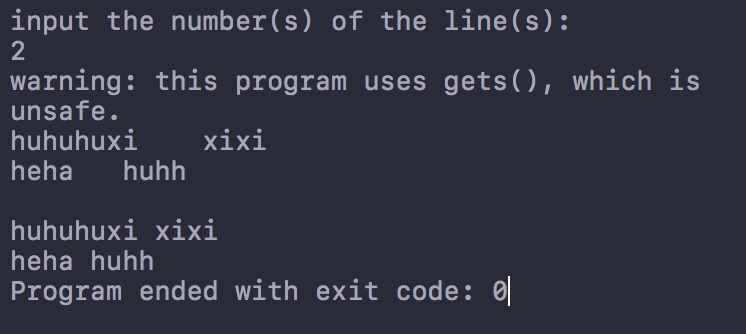 input the number(s) of the line(s):
2
warning: this program uses gets(), which is
unsafe.
huhuhuxi    xixi
heha   huhh

huhuhuxi xixi
heha huhh
Program ended with exit code: 0